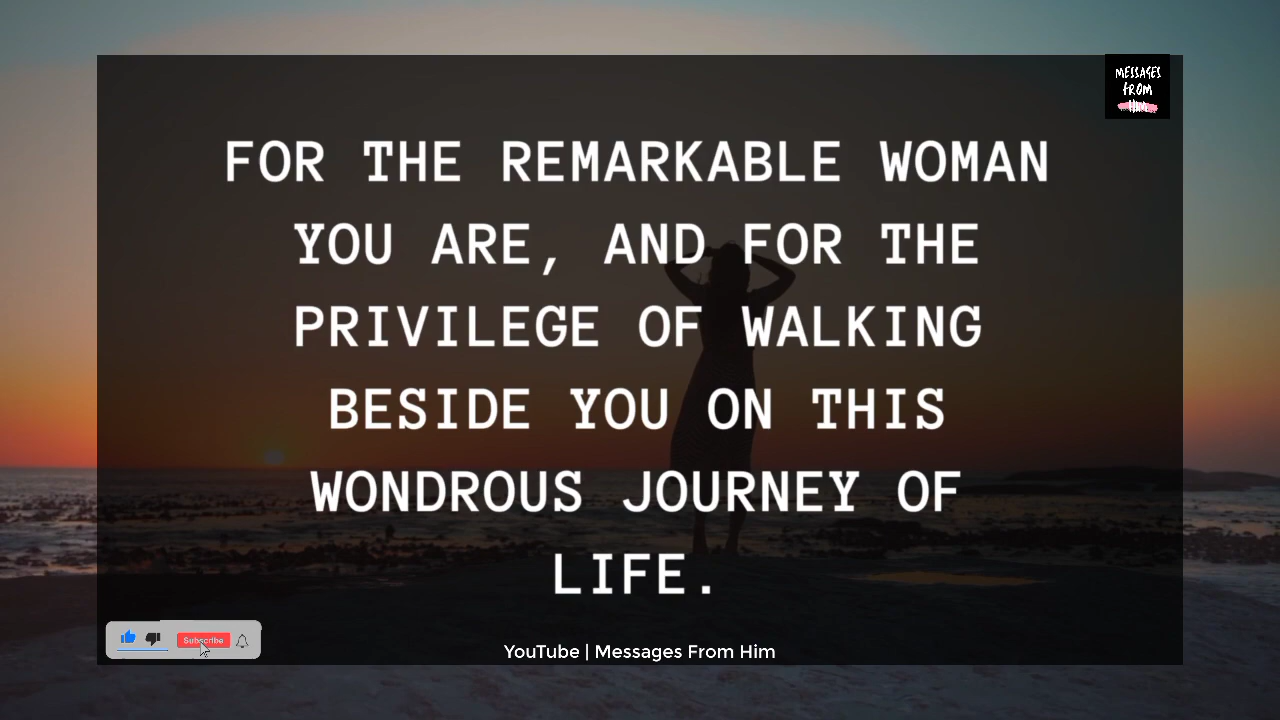 MESSAGES
FROM
HIM
FOR THE REMARKABLE WOMAN
YOU ARE, AND FOR THE
PRIVILEGE OF WALKING
BESIDE YOU ON THIS
WONDROUS JOURNEY OF
LIFE.
Subscribe
YouTube | Messages From Him